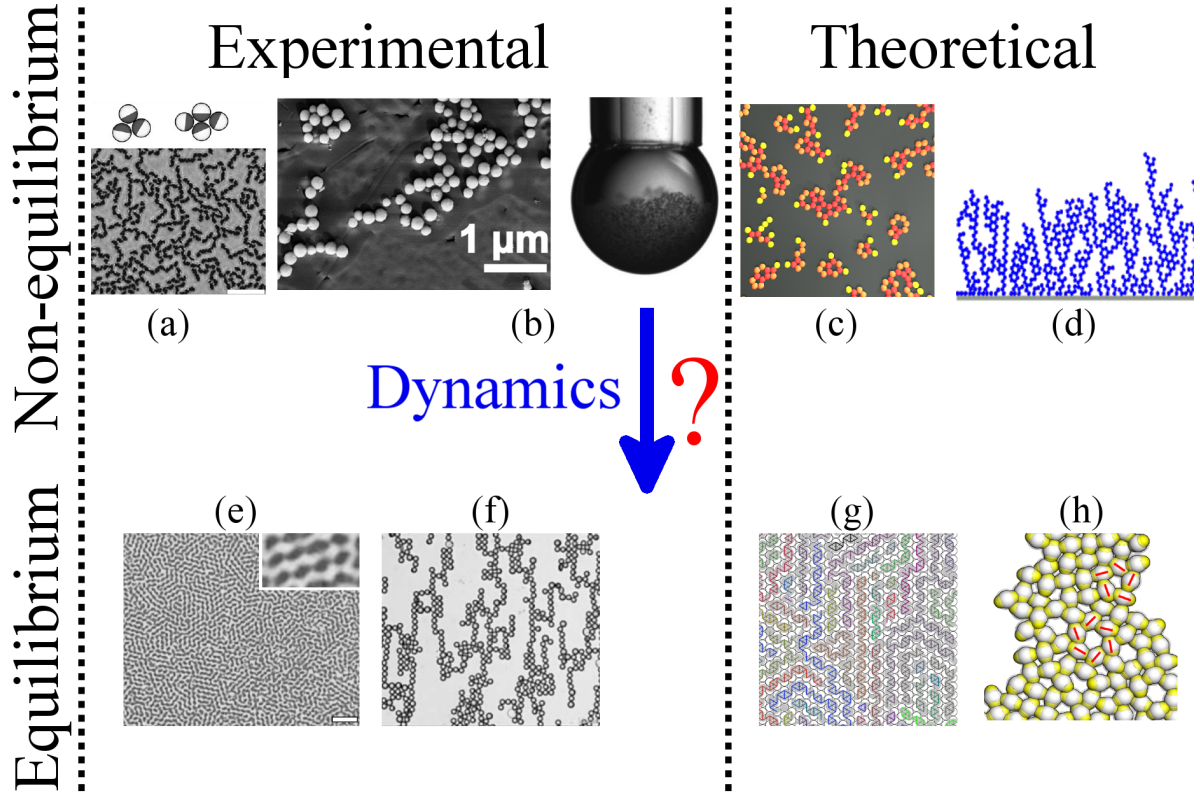 Experimental
Theoretical
Non-equilibrium
1 µm
(a)
(b)
(c)
(d)
Dynamics
?
Equilibrium
(e)
(f)
(g)
(h)